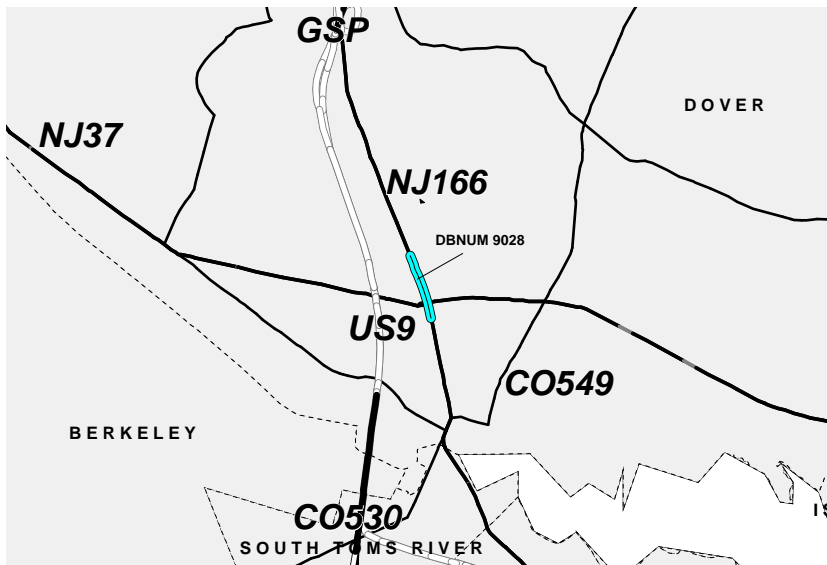 GSP
DOVER
NJ37
NJ166
DBNUM 9028
US9
CO549
BERKELEY
CO530
SOUTH TOMS RIVER